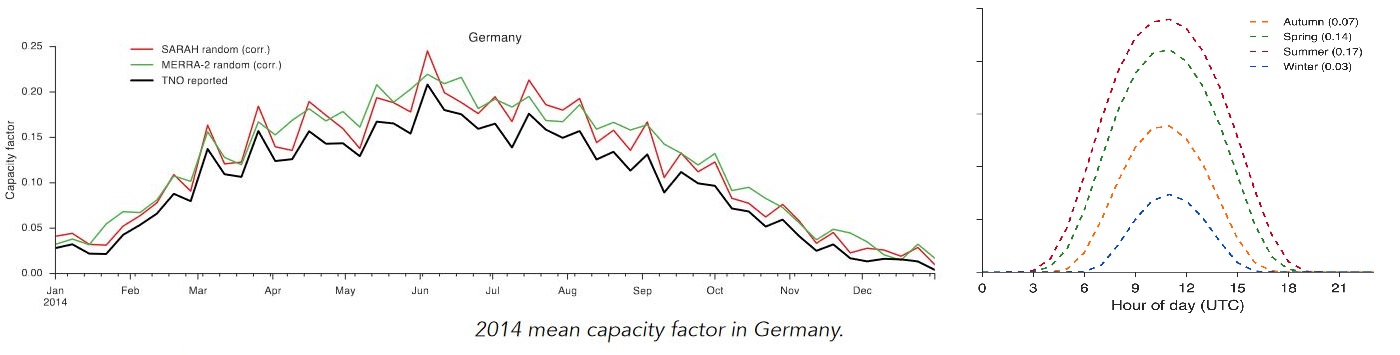 Germany
0.25
0.20
0.15
0.10
0.05
0.00
Capacity factor
SARAH random (corr.)
MERRA-2 random (corr.)
TNO reported
Jan Feb Mar Apr May Jun Jul Aug Sep Oct Nov Dec
2014
Autumn (0.07)
Spring (0.14)
Summer (0.17)
Winter (0.03)
0 3 6 9 12 15 18 21
Hour of day (UTC)
2014 mean capacity factor in Germany.